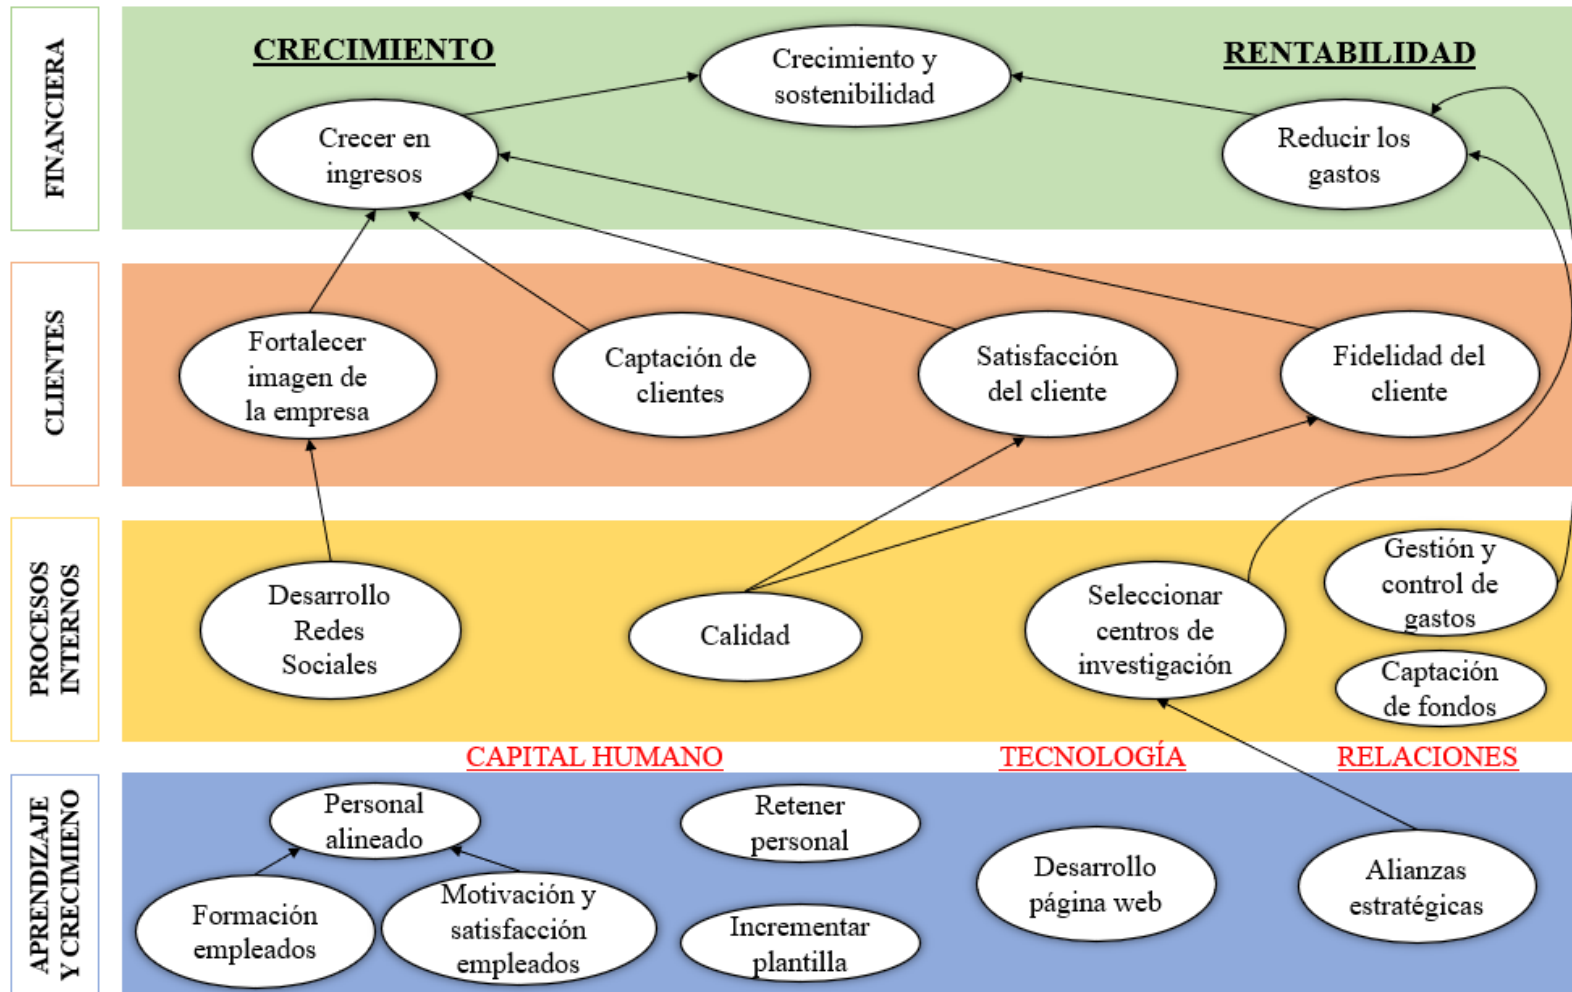 FINANCIERA
CRECIMIENTO
RENTABILIDAD
Crecimiento y
sostenibilidad
Crecer en
ingresos
Reducir los
gastos
CLIENTES
Fortalecer
imagen de
la empresa
Captación de
clientes
Satisfacción
del cliente
Fidelidad del
cliente
PROCESOS
INTERNOS
Desarrollo
Redes
Sociales
Calidad
Seleccionar
centros de
investigación
Gestión y
control de
gastos
Captación
de fondos
CAPITAL HUMANO
TECNOLOGÍA
RELACIONES
APRENDIZAJE
Y CRECIMIENO
Personal
alineado
Formación
empleados
Motivación y
satisfacción
empleados
Retener
personal
Incrementar
plantilla
Desarrollo
página web
Alianzas
estratégicas